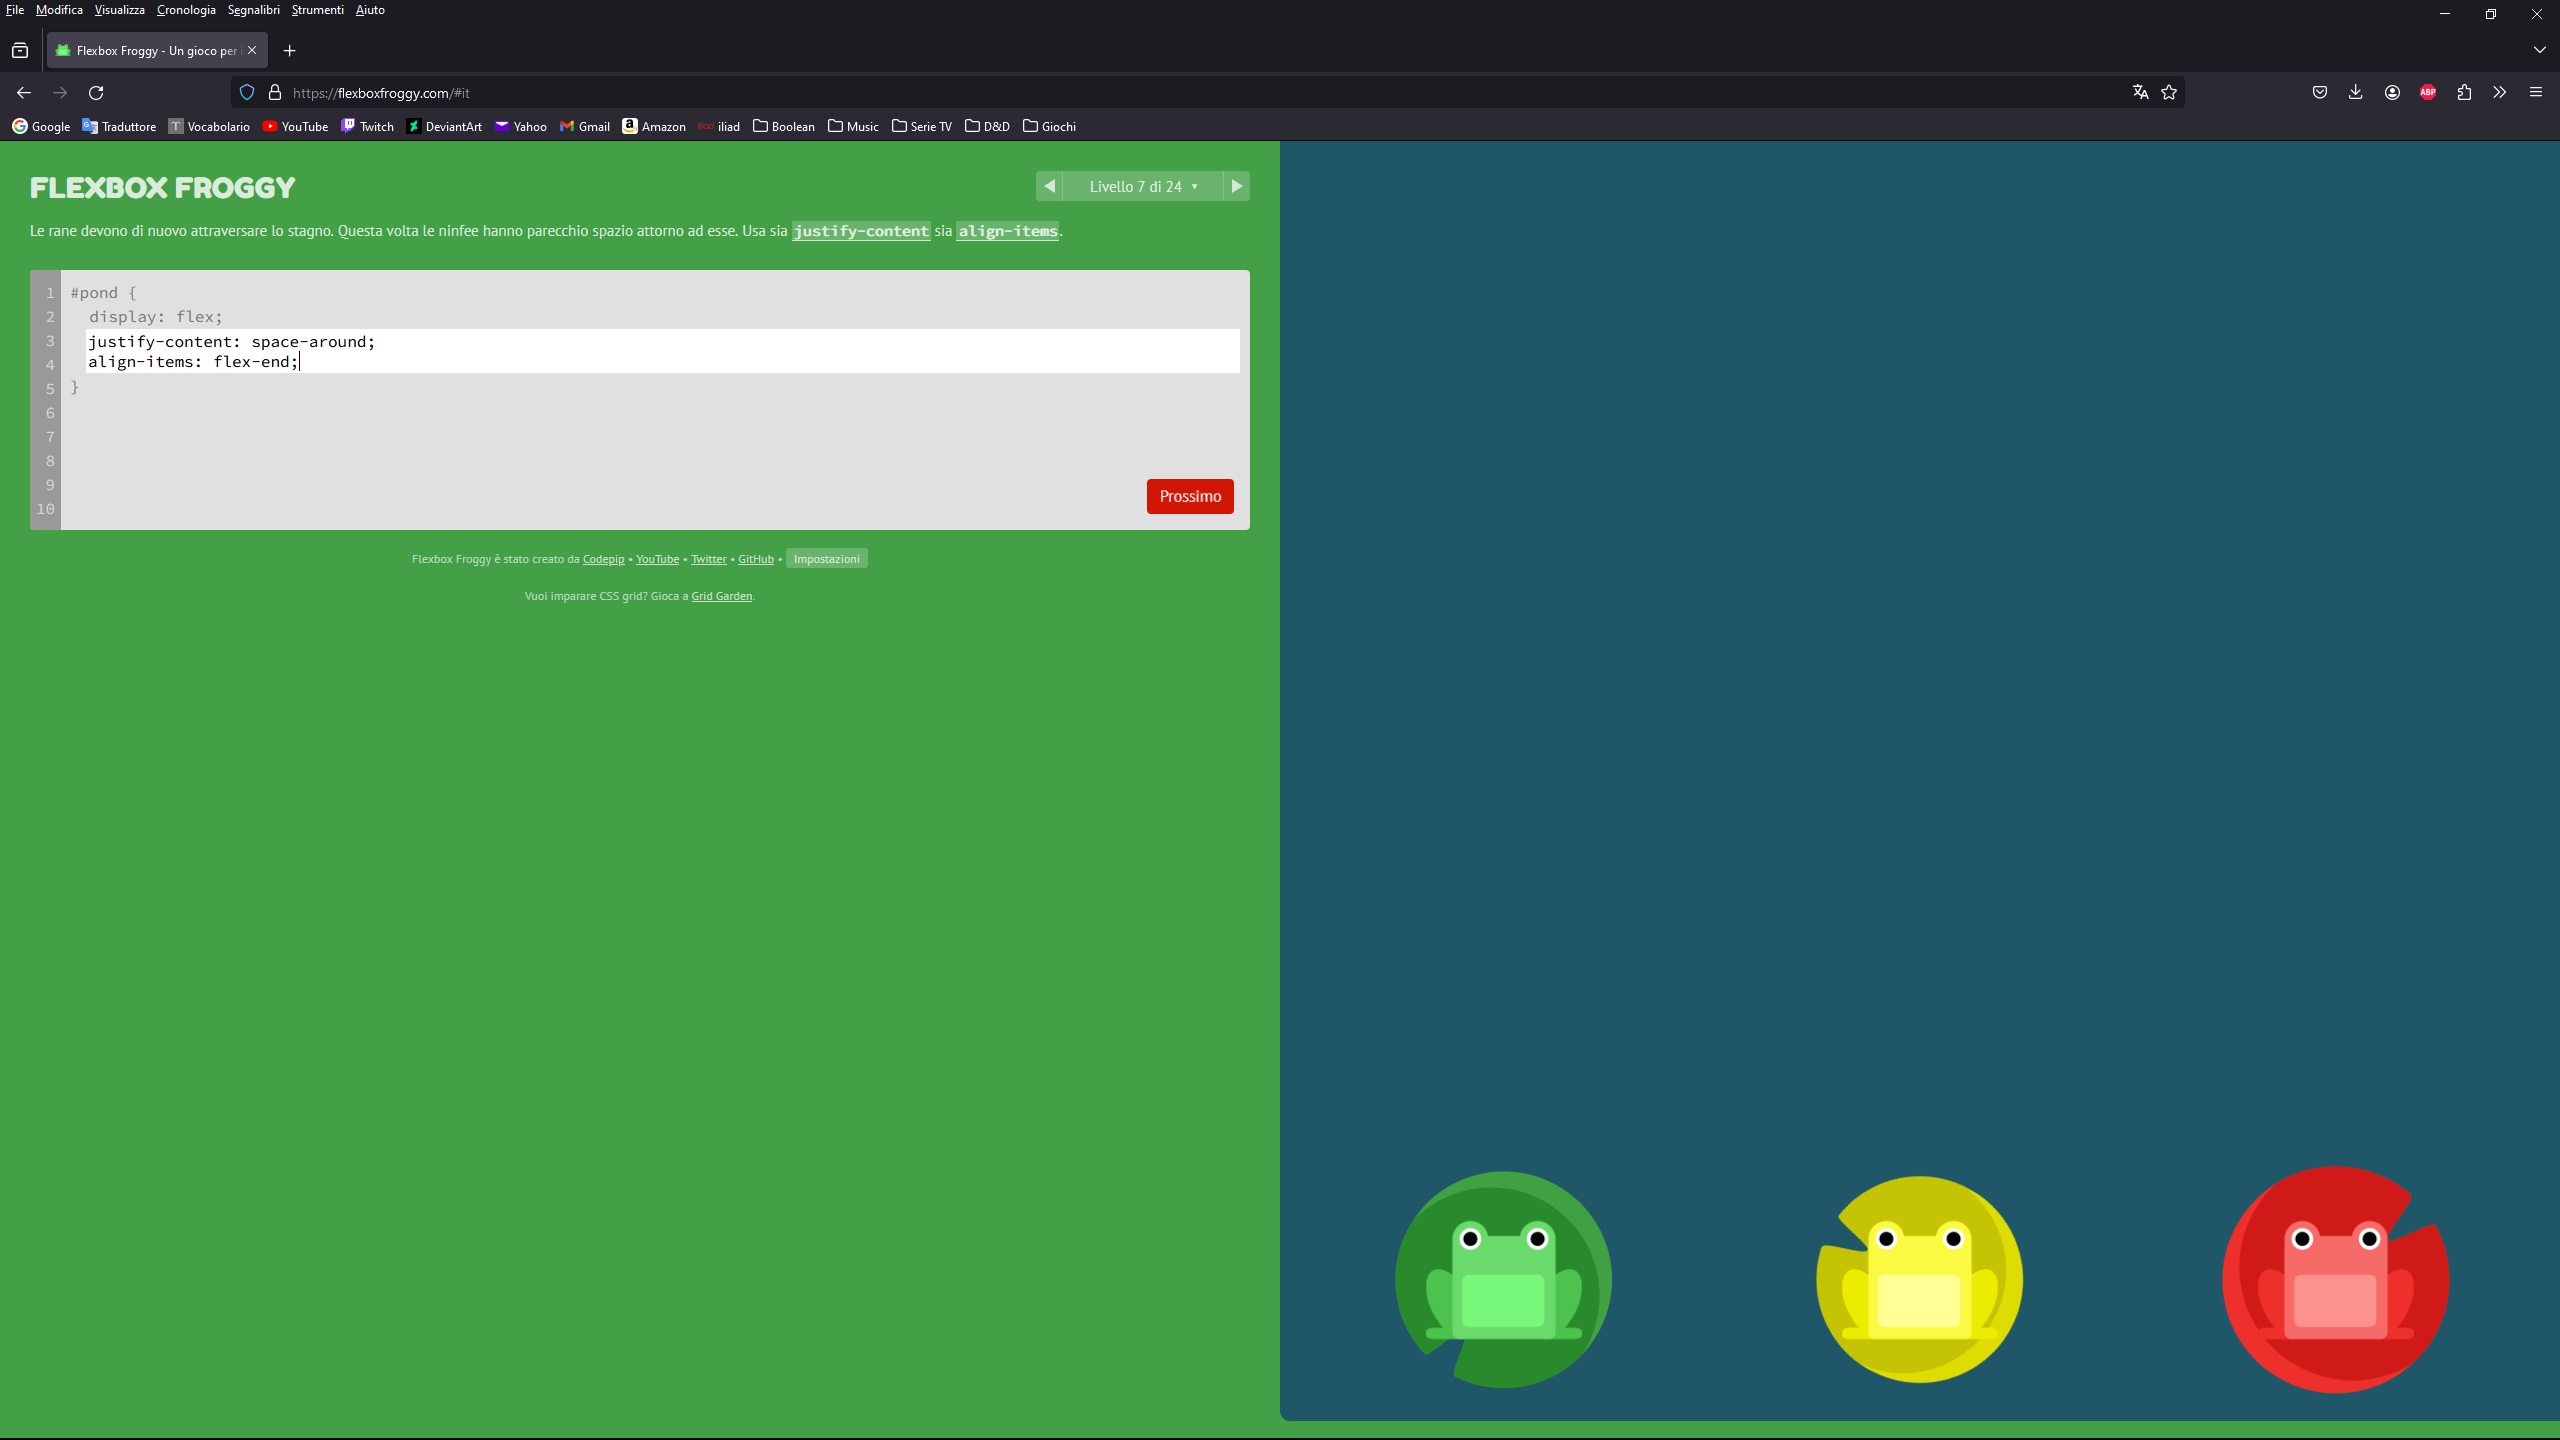 File Modifica Visualizza Cronologia Segnalibri Strumenti Aiuto
Flexbox Froggy - Un gioco per i
https://flexboxfroggy.com/#it
ABP
Google Traduttore T Vocabolario YouTube Twitch DeviantArt Yahoo Gmail Amazon iliad iliad Boolean Music Serie TV D&D Giochi
FLEXBOX FROGGY
Livello 7 di 24 ▾
Le rane devono di nuovo attraversare lo stagno. Questa volta le ninfee hanno parecchio spazio attorno ad esse. Usa sia justify-content sia align-items.
1 #pond {
2 display: flex;
3 justify-content: space-around;
4 align-items: flex-end;
5 }
6
7
8
9
10
Prossimo
Flexbox Froggy è stato creato da Codepip • YouTube • Twitter • GitHub • Impostazioni
Vuoi imparare CSS grid? Gioca a Grid Garden.